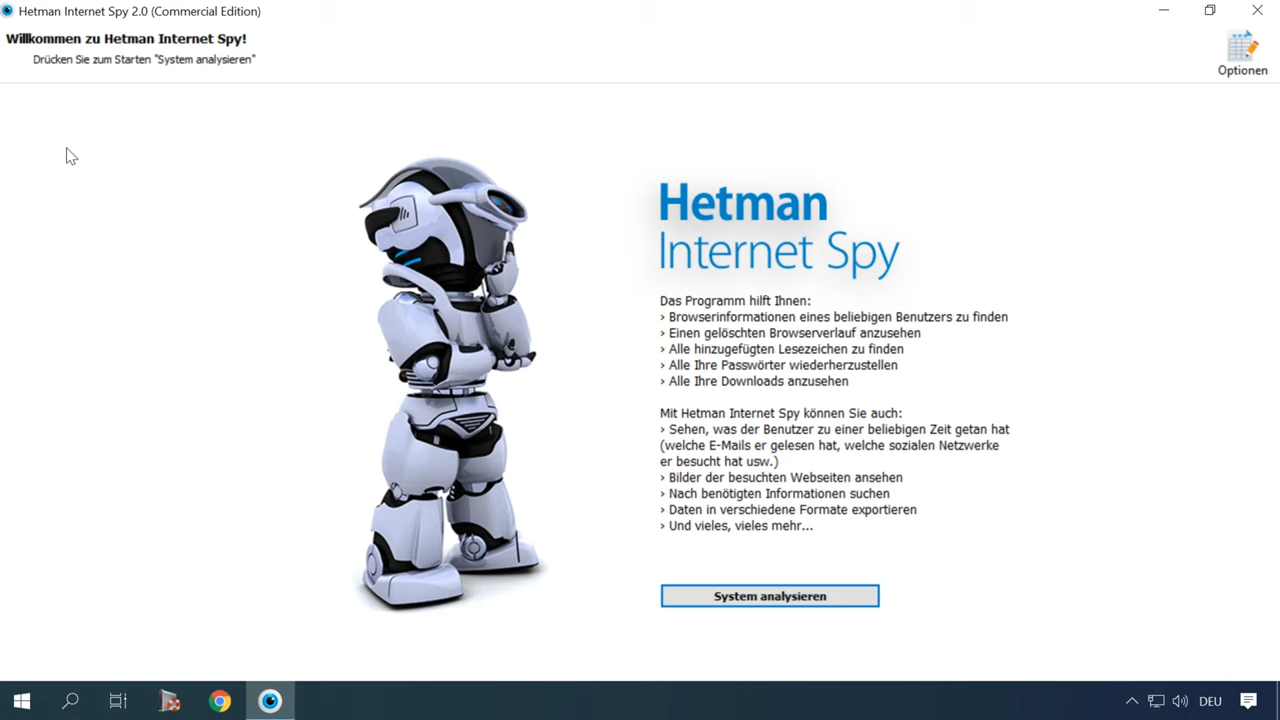 Hetman Internet Spy 2.0 (Commercial Edition)
Willkommen zu Hetman Internet Spy!
Drücken Sie zum Starten "System analysieren"
Optionen
Hetman
Internet Spy
Das Programm hilft Ihnen:
› Browserinformationen eines beliebigen Benutzers zu finden
› Einen gelöschten Browserverlauf anzusehen
› Alle hinzugefügten Lesezeichen zu finden
› Alle Ihre Passwörter wiederherzustellen
› Alle Ihre Downloads anzusehen
Mit Hetman Internet Spy können Sie auch:
› Sehen, was der Benutzer zu einer beliebigen Zeit getan hat
(welche E-Mails er gelesen hat, welche sozialen Netzwerke
er besucht hat usw.)
› Bilder der besuchten Webseiten ansehen
› Nach benötigten Informationen suchen
› Daten in verschiedene Formate exportieren
› Und vieles, vieles mehr...
System analysieren
DEU